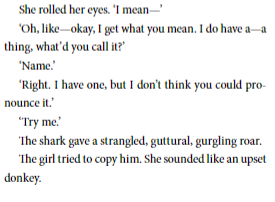 She rolled her eyes. ‘I mean—’
‘Oh, like—okay, I get what you mean. I do have a—a
thing, what’d you call it?’
‘Name.’
‘Right. I have one, but I don’t think you could pro-
nounce it.’
‘Try me.’
The shark gave a strangled, guttural, gurgling roar.
The girl tried to copy him. She sounded like an upset
donkey.